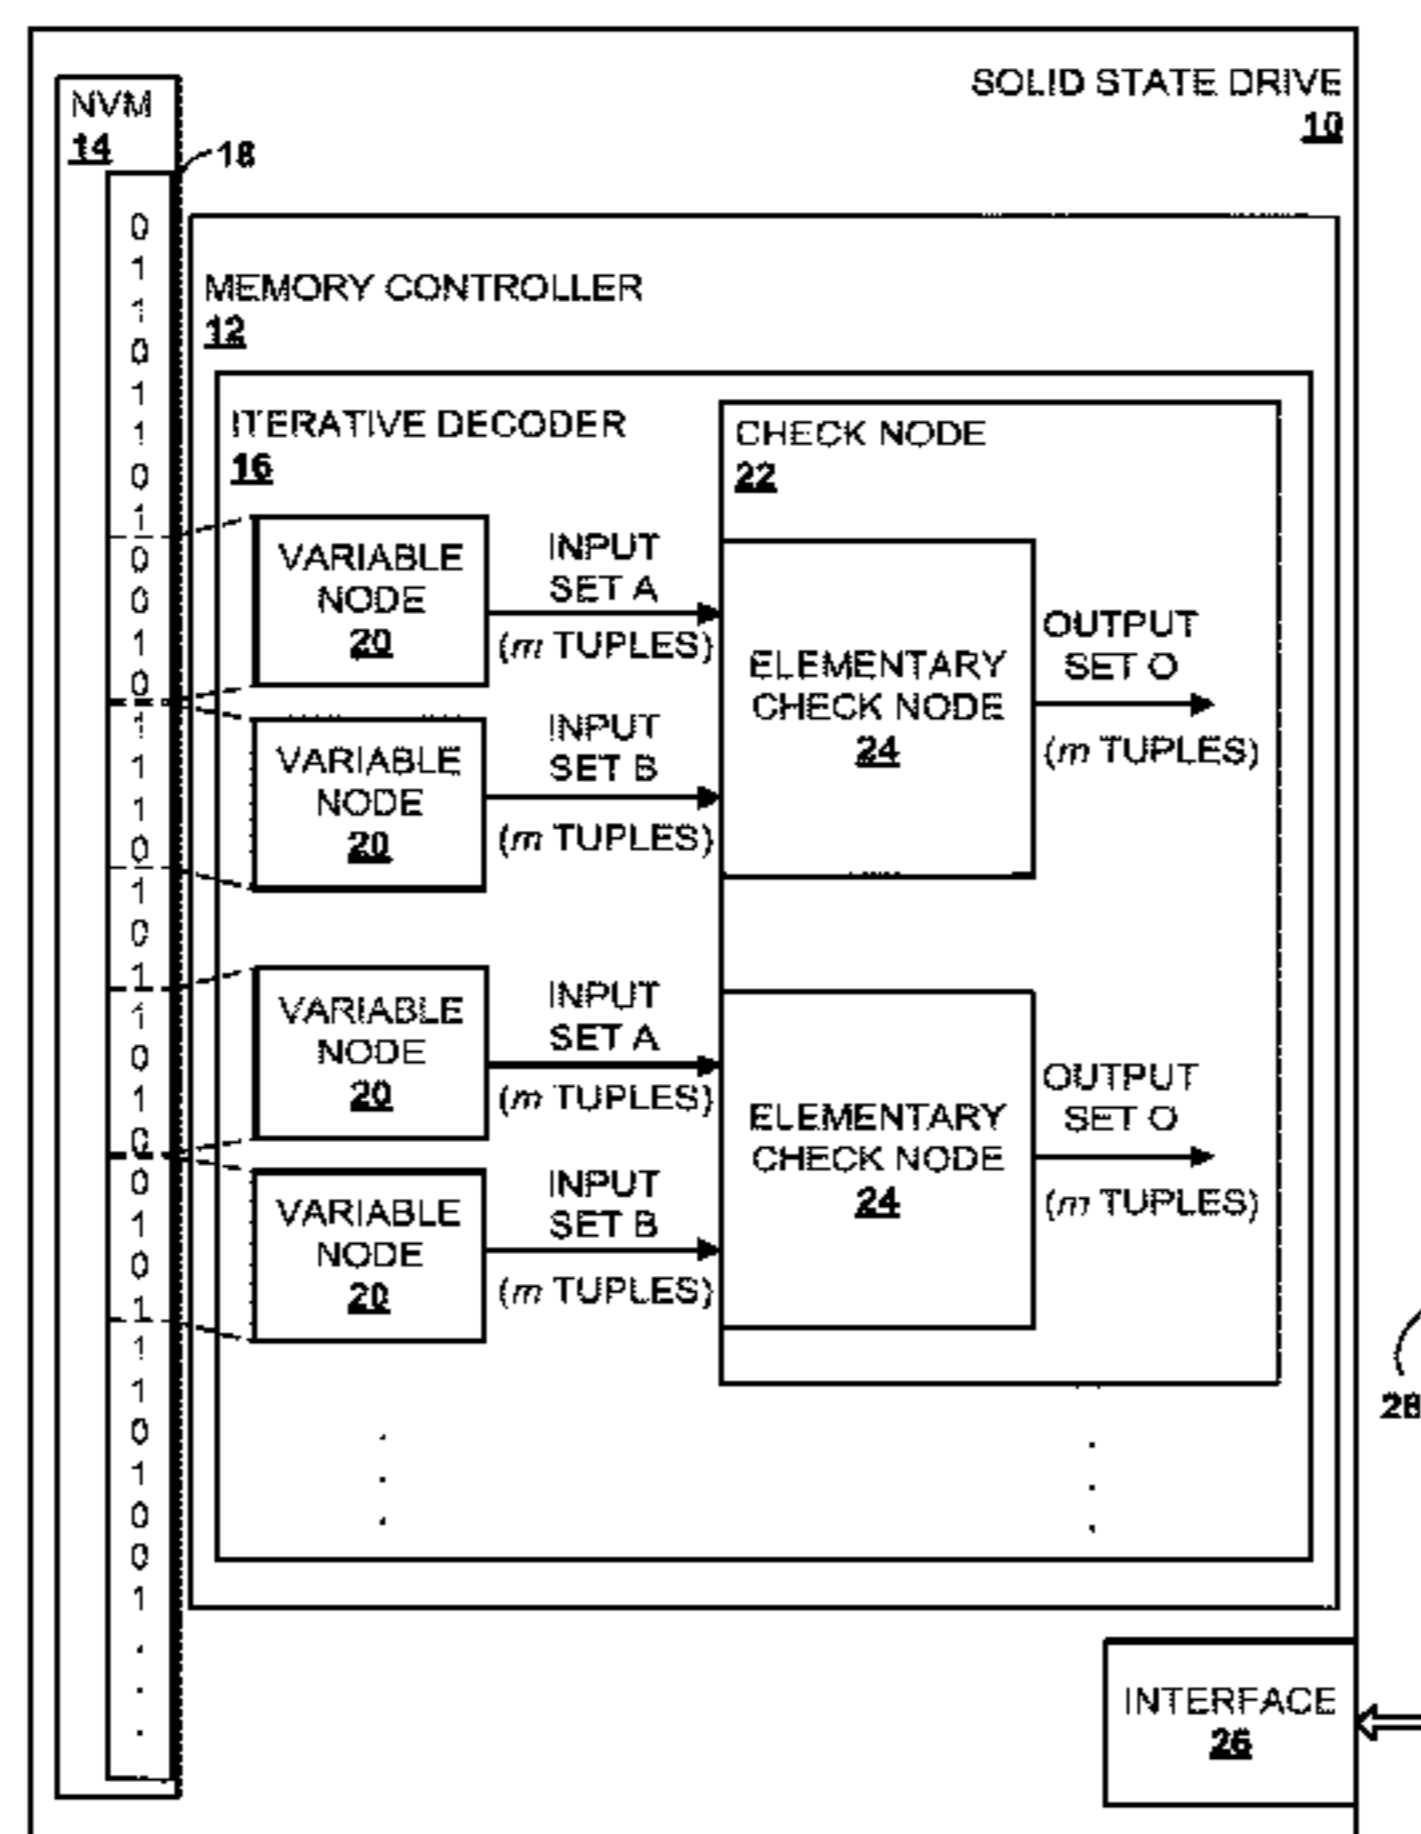 SOLID STATE DRIVE
10
NVM
14
18
0
1
1
0
1
1
0
1
0
0
1
0
1
1
1
0
1
0
1
1
0
1
0
0
1
0
1
1
1
0
1
0
0
1
.
.
.
MEMORY CONTROLLER
12
ITERATIVE DECODER
16
CHECK NODE
22
VARIABLE
NODE
20
INPUT
SET A
(m TUPLES)
VARIABLE
NODE
20
INPUT
SET B
(m TUPLES)
ELEMENTARY
CHECK NODE
24
OUTPUT
SET O
(m TUPLES)
VARIABLE
NODE
20
INPUT
SET A
(m TUPLES)
VARIABLE
NODE
20
INPUT
SET B
(m TUPLES)
ELEMENTARY
CHECK NODE
24
OUTPUT
SET O
(m TUPLES)
.
.
.
.
.
.
28
INTERFACE
26